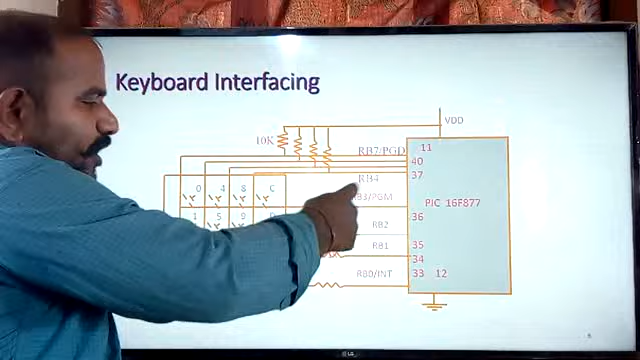 Keyboard Interfacing
VDD
10K
RB7/PGD
11
40
RB4
37
0 4 8 C
RB3/PGM
PIC 16F877
36
1 5 9 D
RB2
RB1
35
34
RB0/INT
33 12
LG